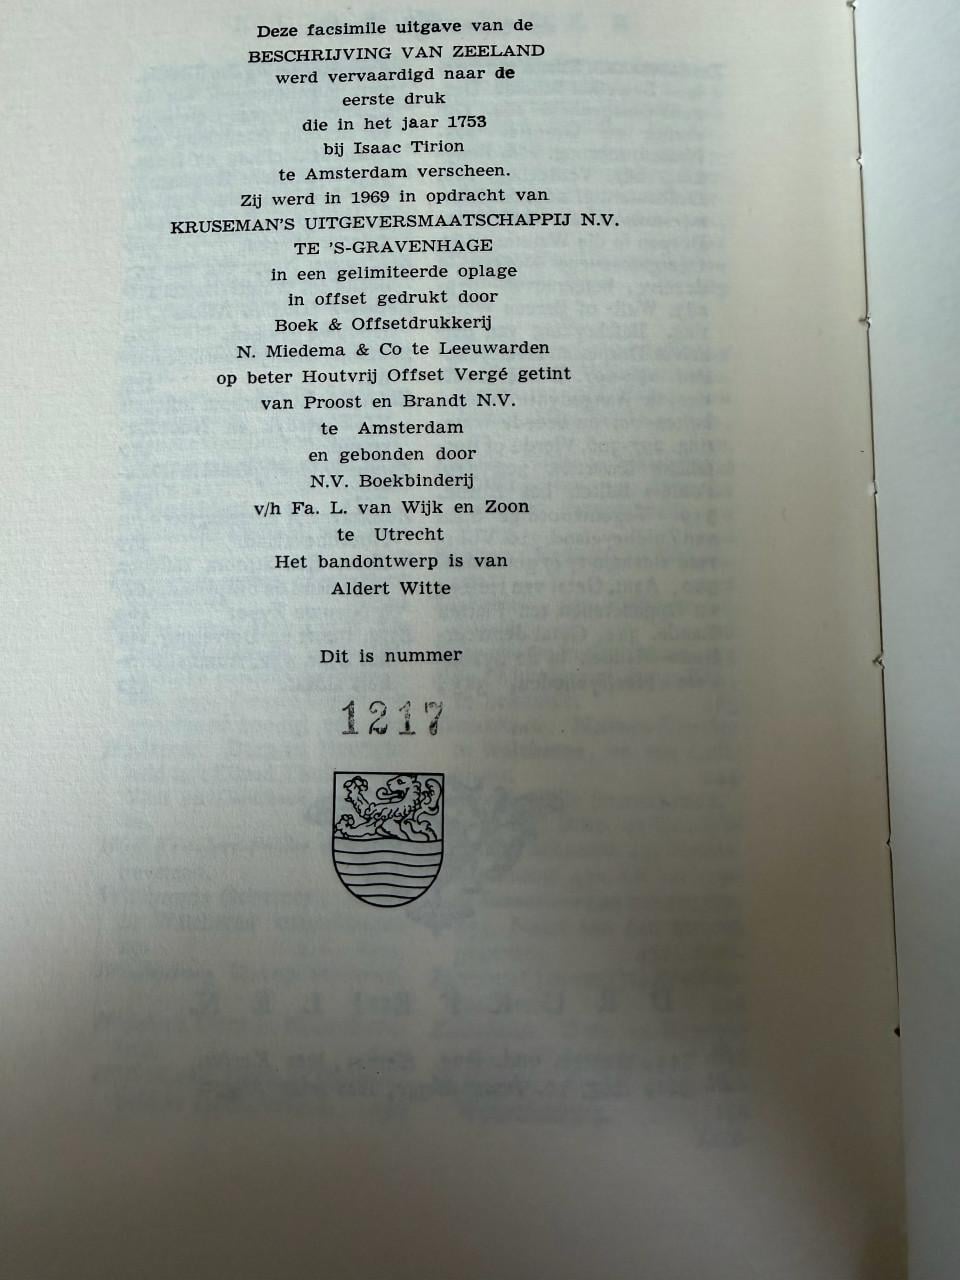 Deze facsimile uitgave van de
BESCHRIJVING VAN ZEELAND
werd vervaardigd naar de
eerste druk
die in het jaar 1753
bij Isaac Tirion
te Amsterdam verscheen.
Zij werd in 1969 in opdracht van
KRUSEMAN'S UITGEVERSMAATSCHAPPIJ N.V.
TE 'S-GRAVENHAGE
in een gelimiteerde oplage
in offset gedrukt door
Boek & Offsetdrukkerij
N. Miedema & Co te Leeuwarden
op beter Houtvrij Offset Vergé getint
van Proost en Brandt N.V.
te Amsterdam
en gebonden door
N.V. Boekbinderij
v/h Fa. L. van Wijk en Zoon
te Utrecht
Het bandontwerp is van
Aldert Witte
Dit is nummer
1217